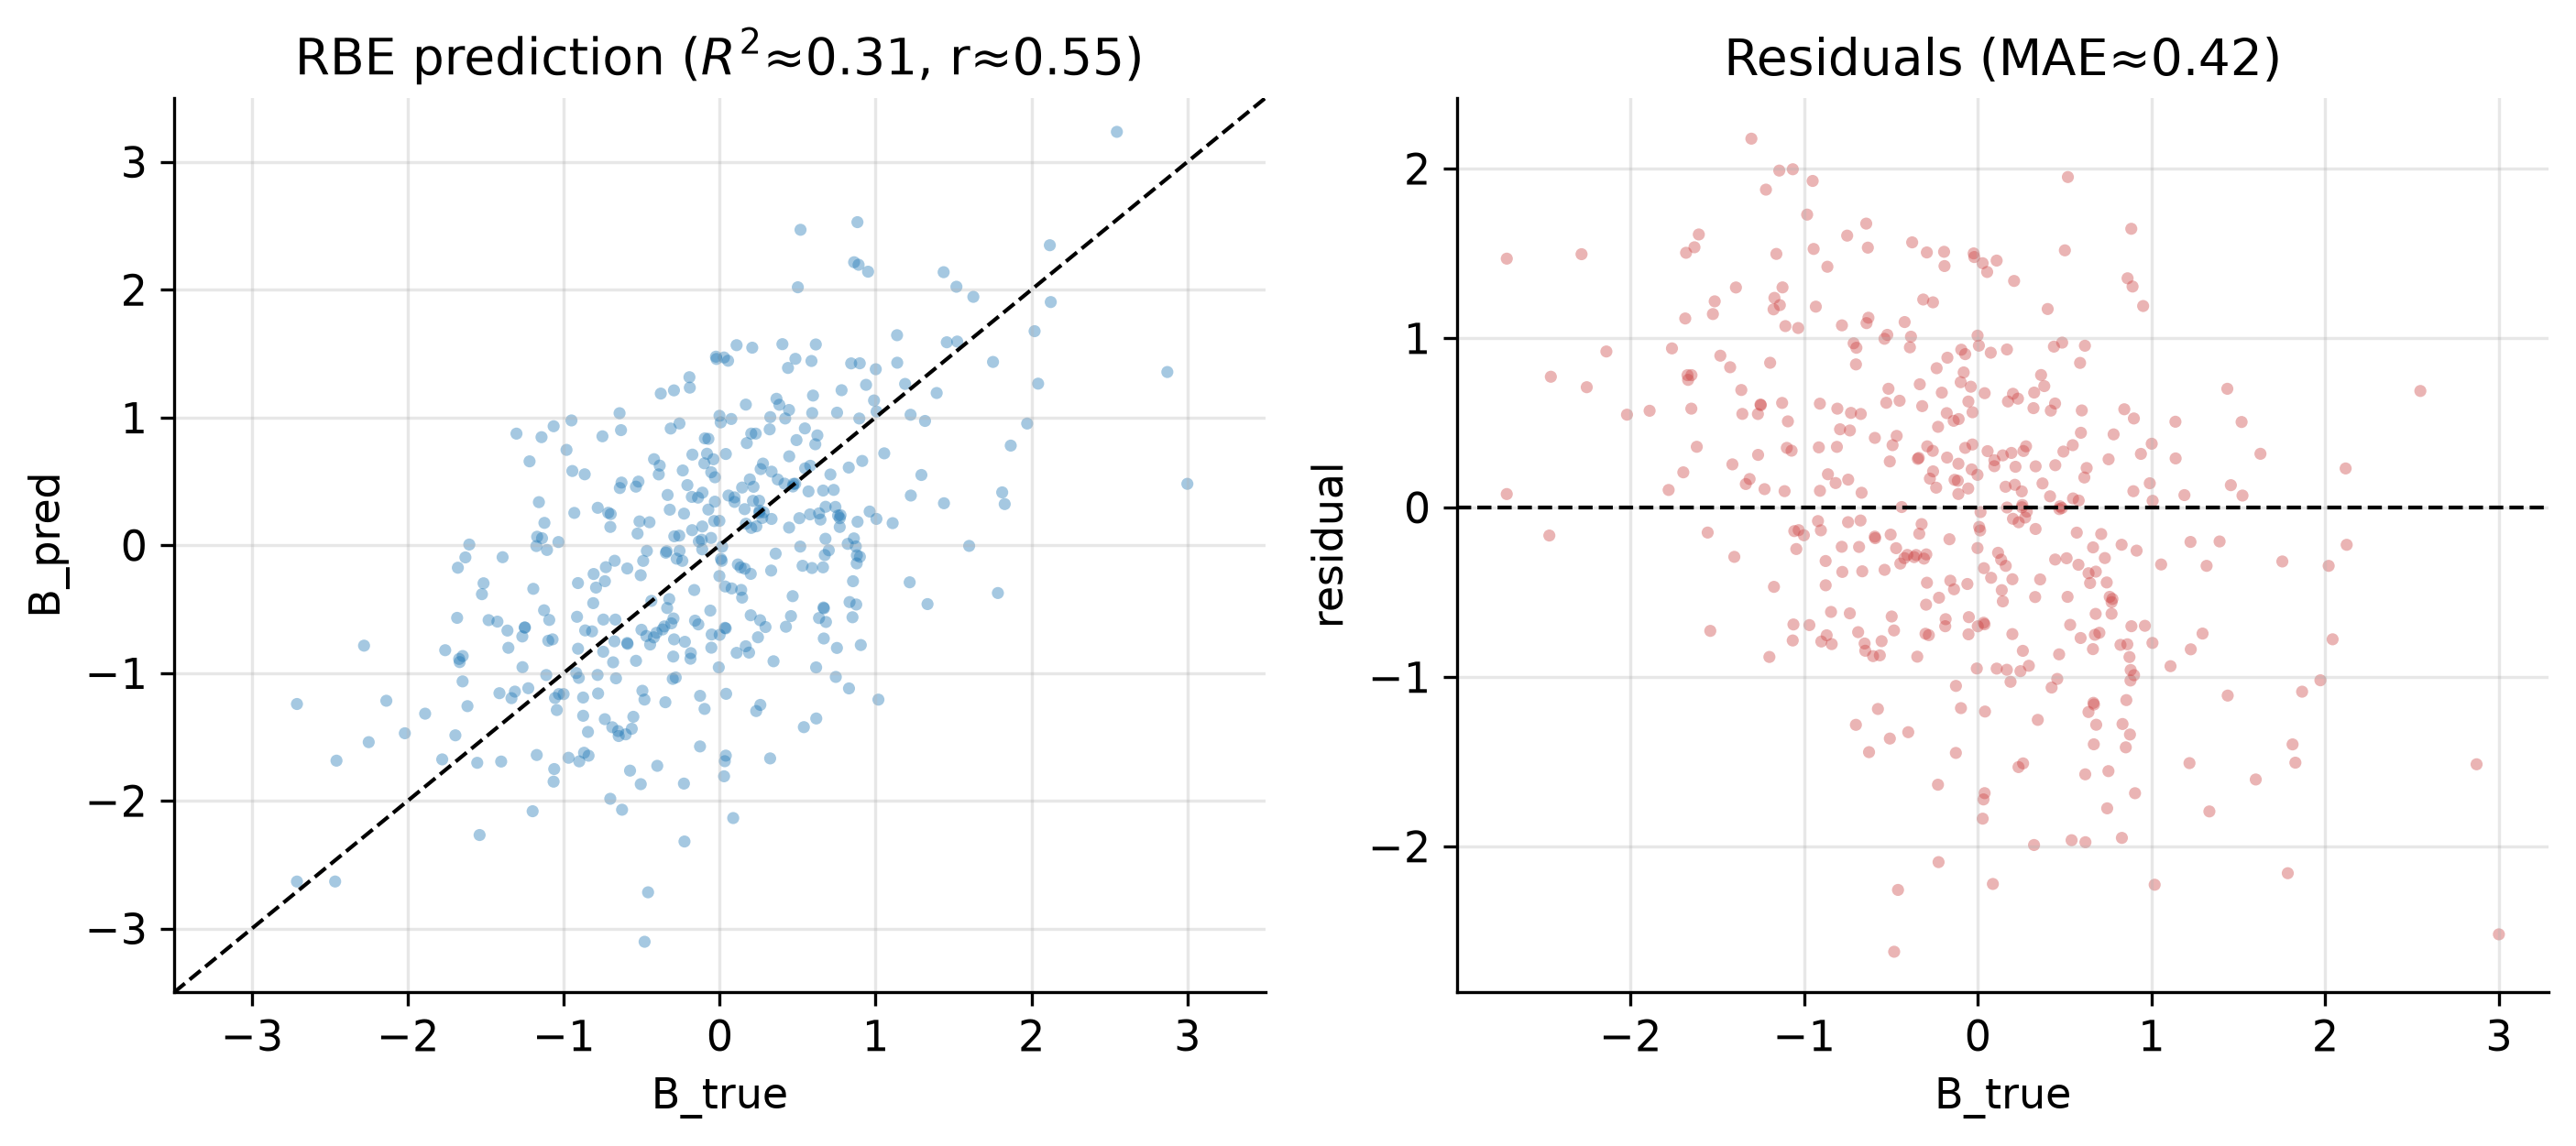 RBE prediction (R²≈0.31, r≈0.55)
B_pred
3
2
1
0
−1
−2
−3
−3 −2 −1 0 1 2 3
B_true
Residuals (MAE≈0.42)
residual
2
1
0
−1
−2
−2 −1 0 1 2 3
B_true